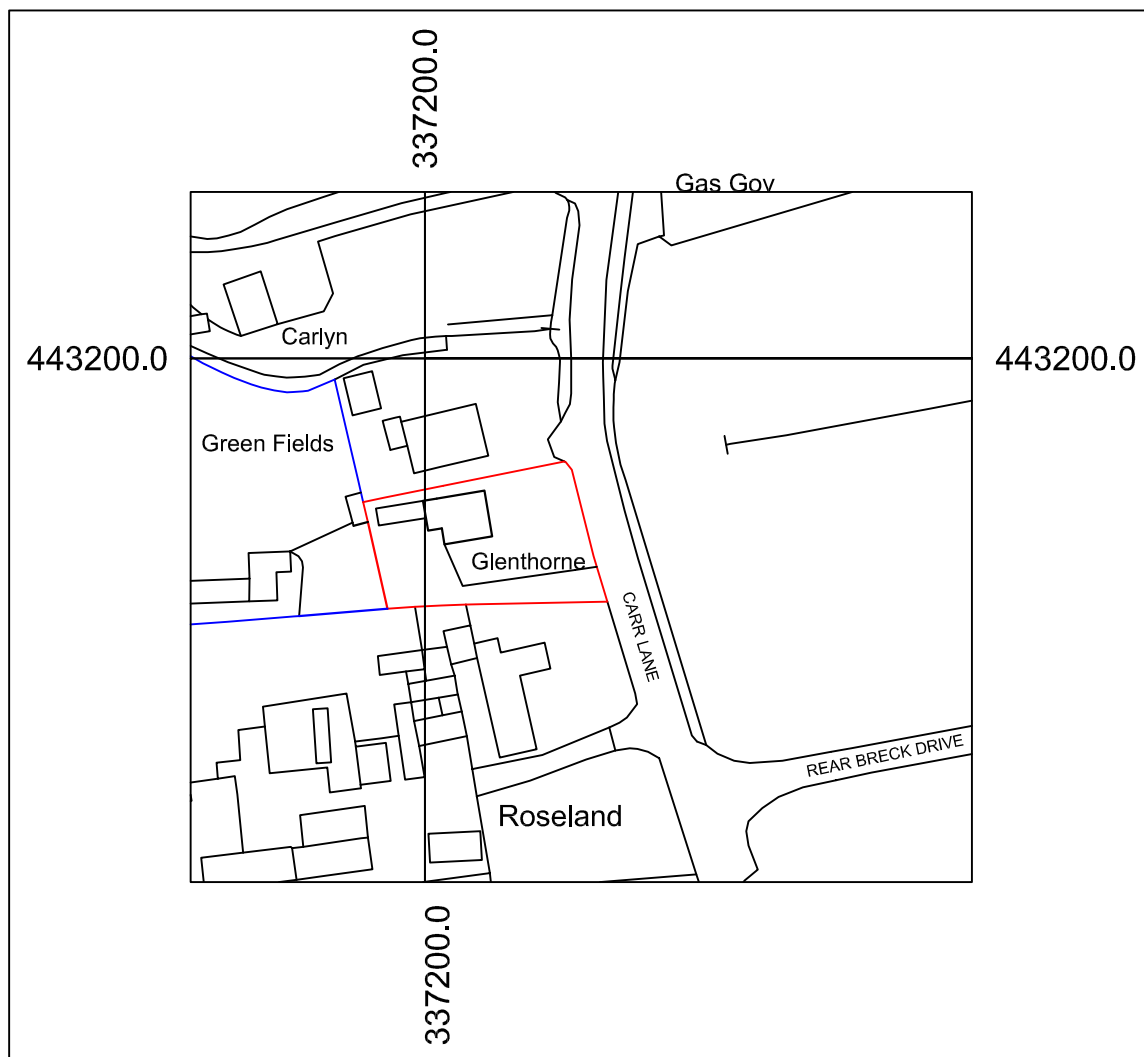 337200.0
Gas Gov
Carlyn
443200.0
443200.0
Green Fields
Glenthorne
CARR LANE
REAR BRECK DRIVE
Roseland
337200.0